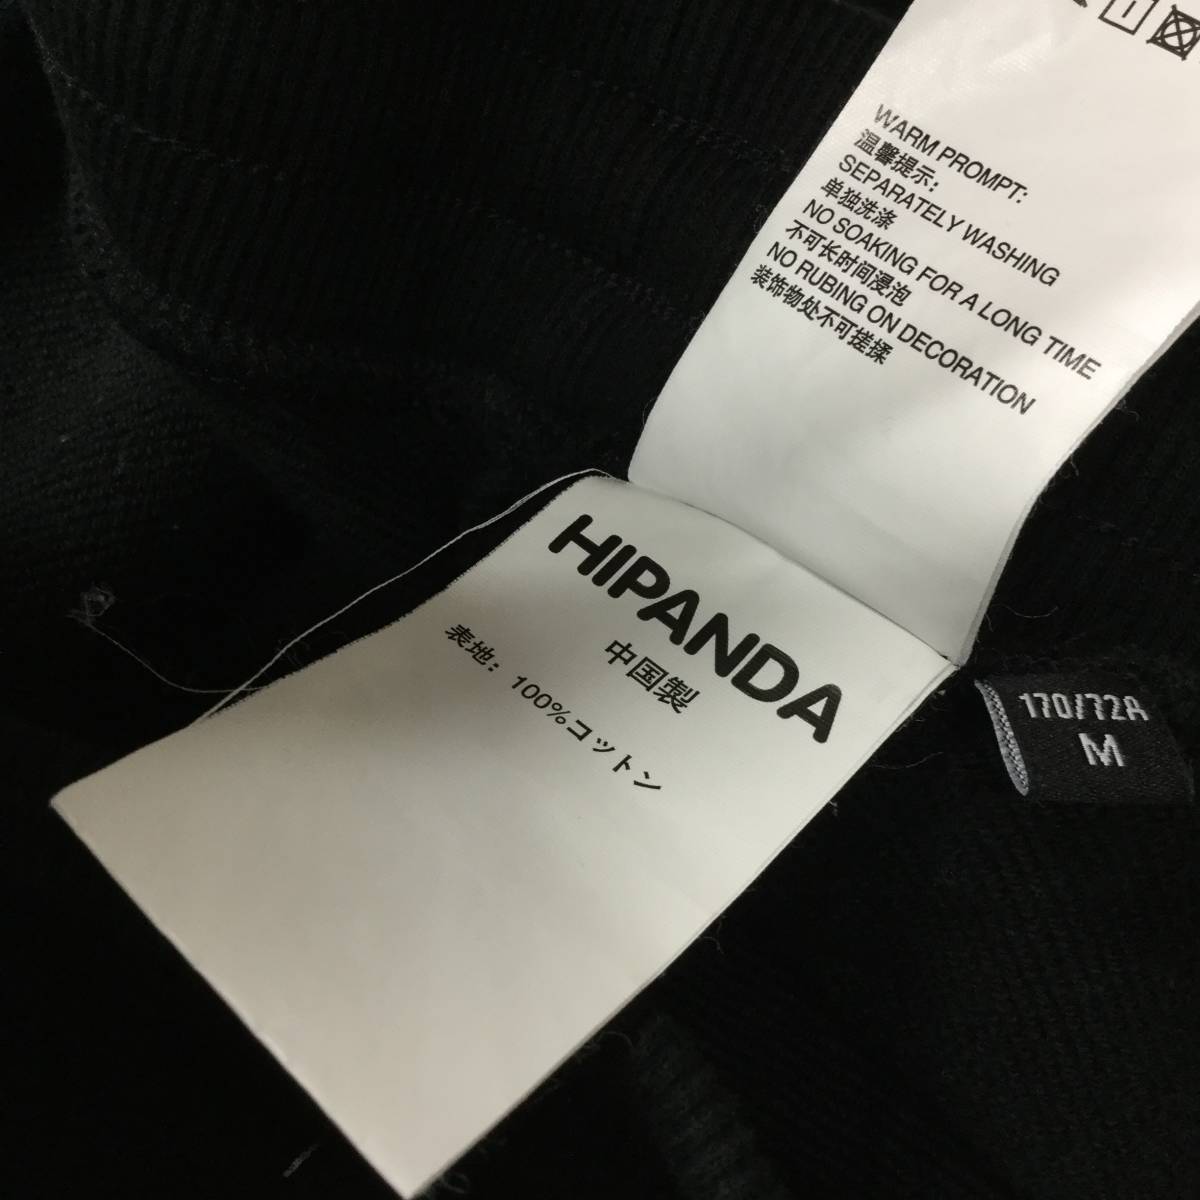 WARM PROMPT:
温馨提示:
SEPARATELY WASHING
单独洗涤
NO SOAKING FOR A LONG TIME
不可长时间浸泡
NO RUBING ON DECORATION
装饰物处不可搓揉
HIPANDA
中国製
表地: 100%コットン
170/72A
M